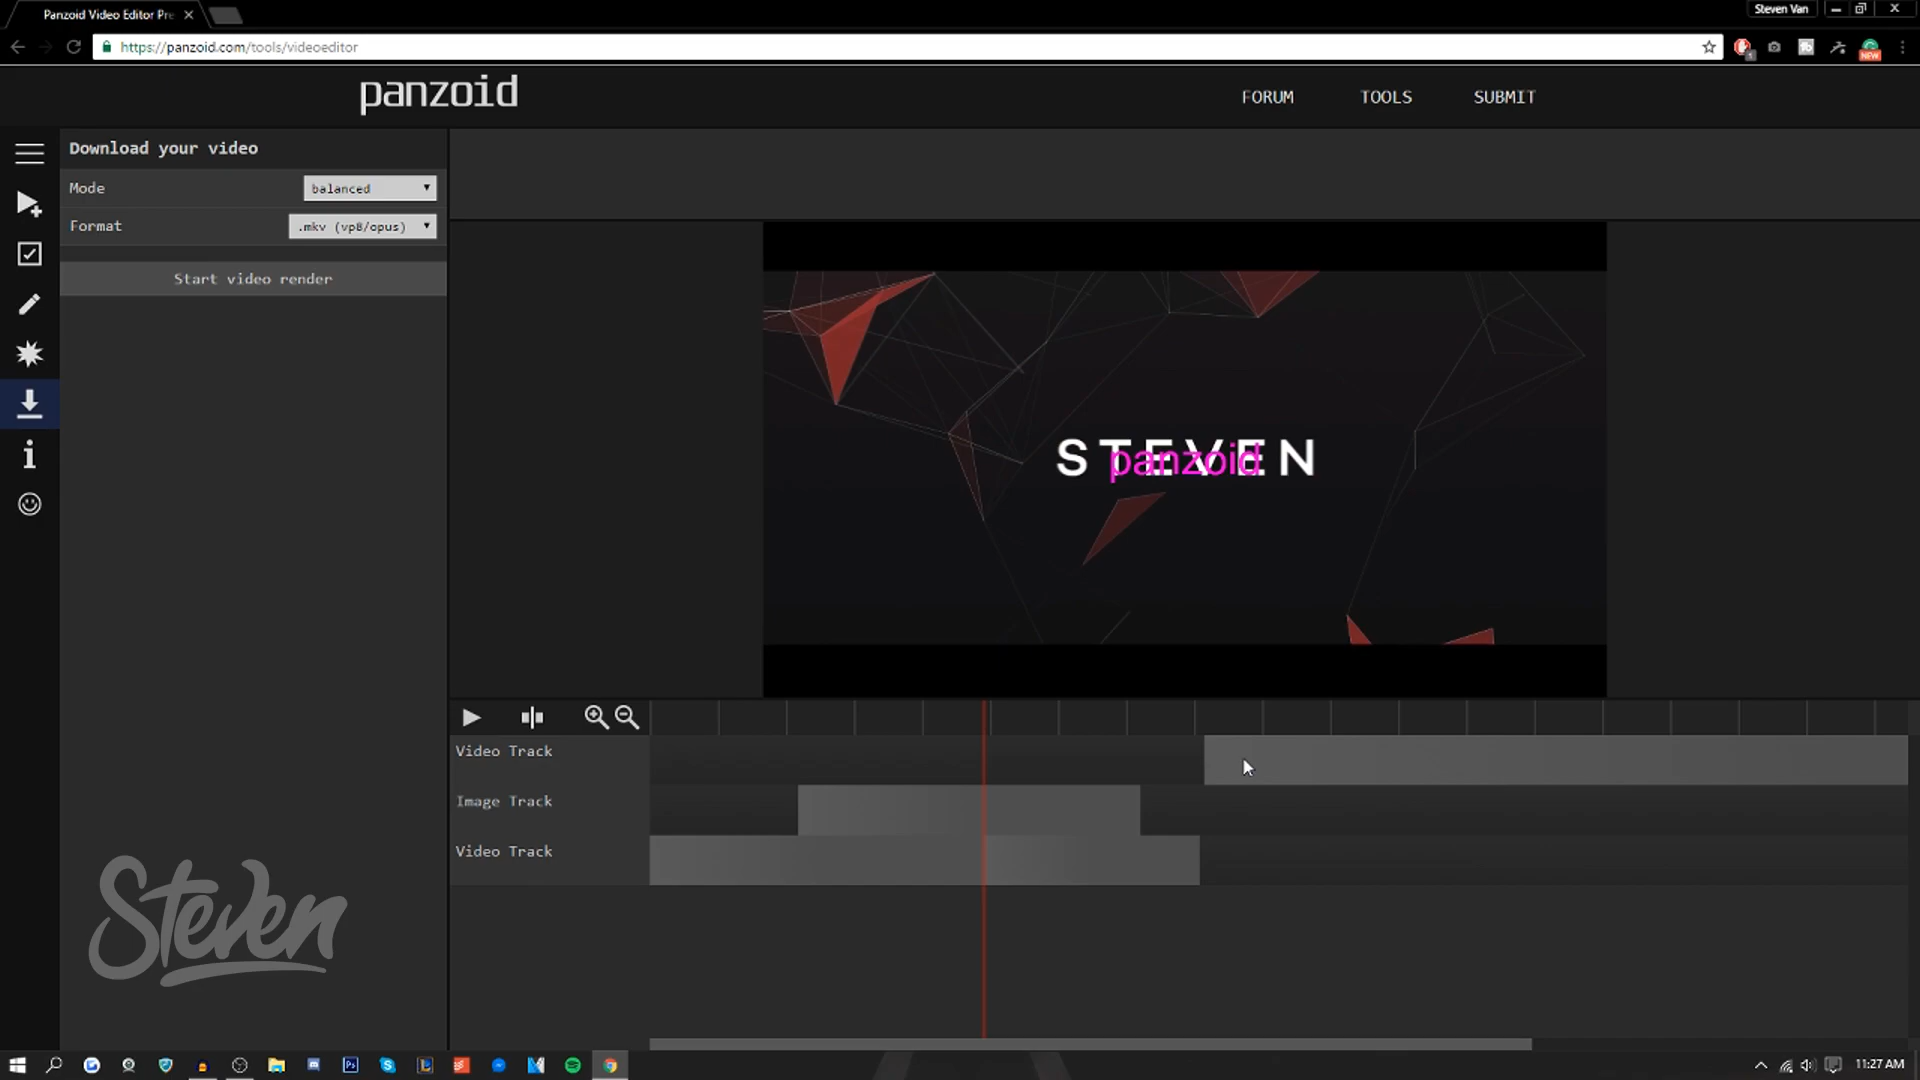 Panzoid Video Editor Pre
Steven Van
https://panzoid.com/tools/videoeditor
NEW
panzoid
FORUM
TOOLS
SUBMIT
Download your video
Mode
balanced
Format
.mkv (vp8/opus)
Start video render
STEVEN
panzoid
Video Track
Image Track
Video Track
Steven
Ps
11:27 AM